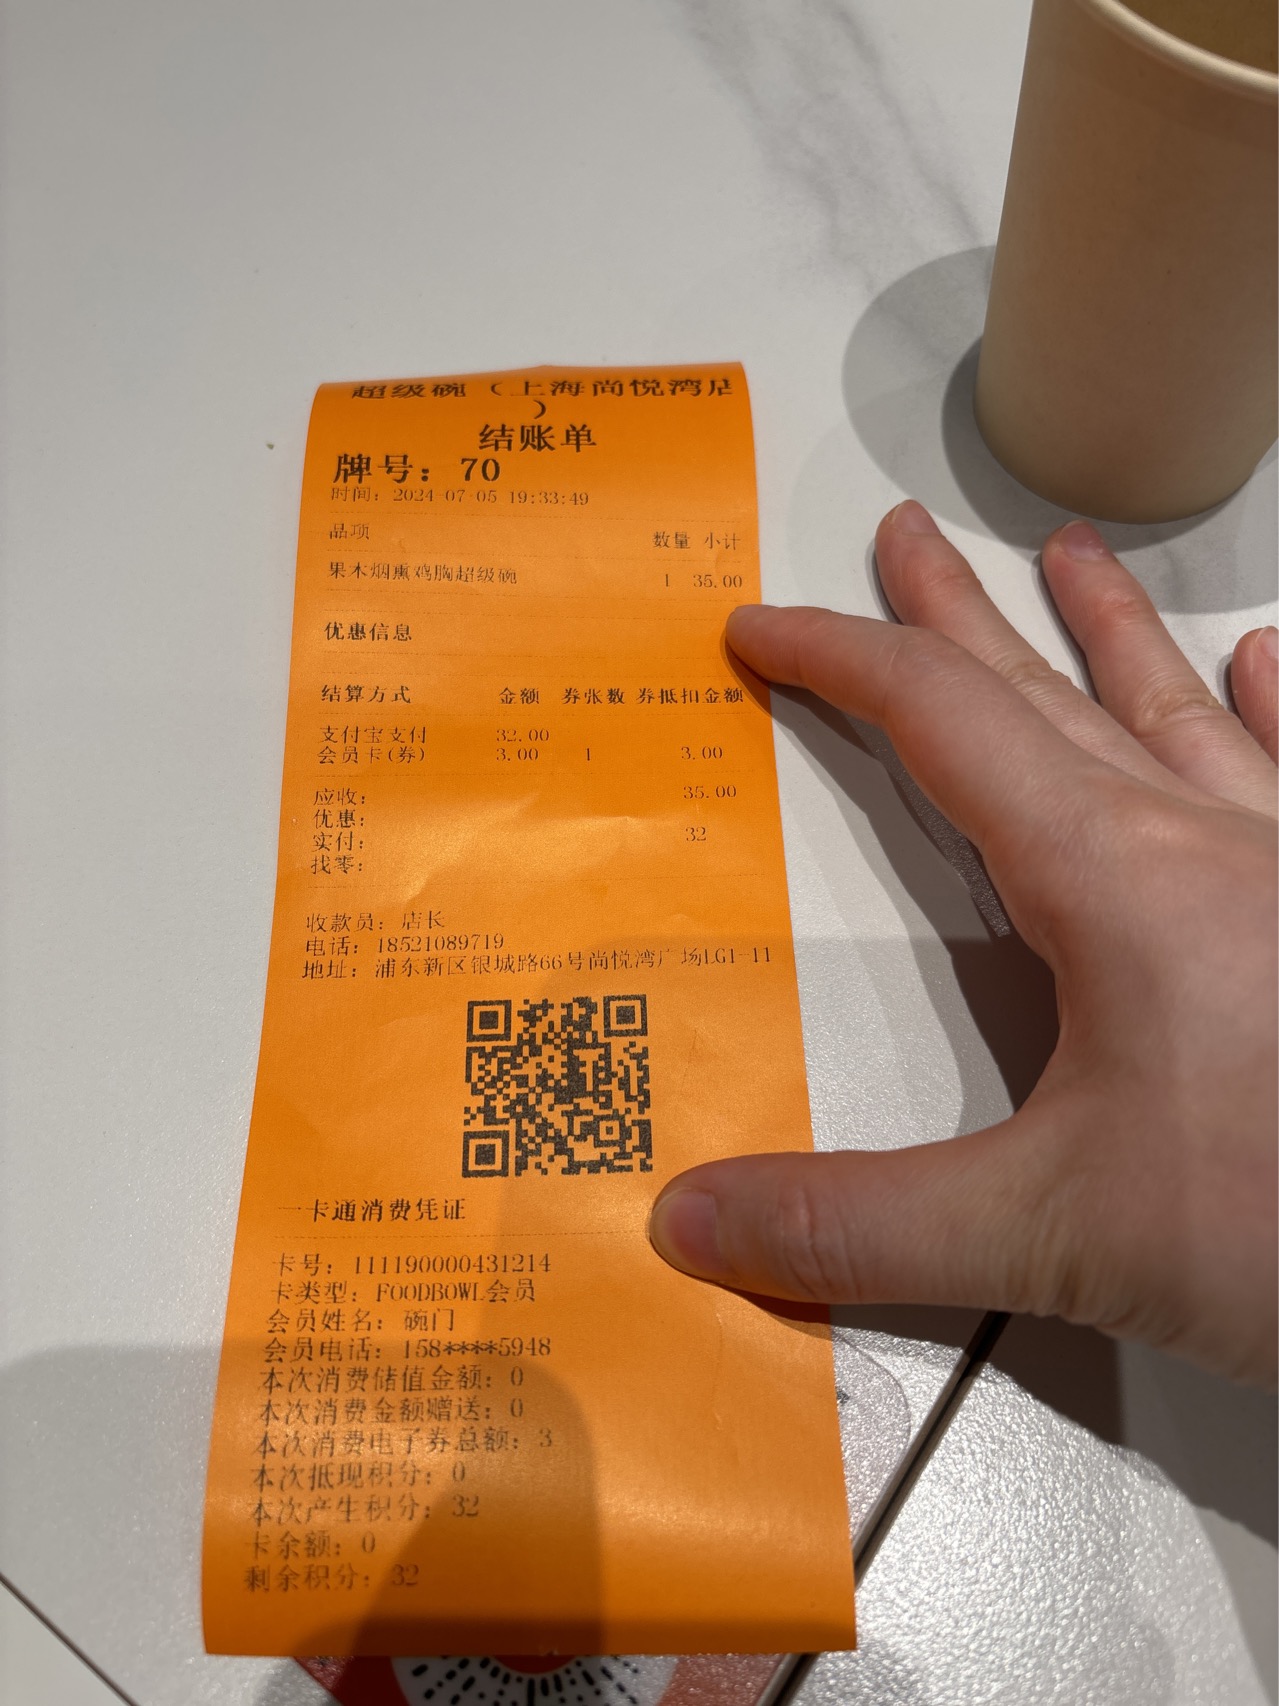 超级碗（上海尚悦湾店
）
结账单
牌号：70
时间：2024-07-05 19:33:49
品项 数量 小计
果木烟熏鸡胸超级碗 1 35.00
优惠信息
结算方式 金额 券张数 券抵扣金额
支付宝支付 32.00
会员卡(券) 3.00 1 3.00
应收： 35.00
优惠：
实付： 32
找零：
收款员：店长
电话：18521089719
地址：浦东新区银城路66号尚悦湾广场LG1-11
一卡通消费凭证
卡号：111190000431214
卡类型：FOODBOWL会员
会员姓名：碗门
会员电话：158****5948
本次消费储值金额：0
本次消费金额赠送：0
本次消费电子券总额：3
本次抵现积分：0
本次产生积分：32
卡余额：0
剩余积分：32